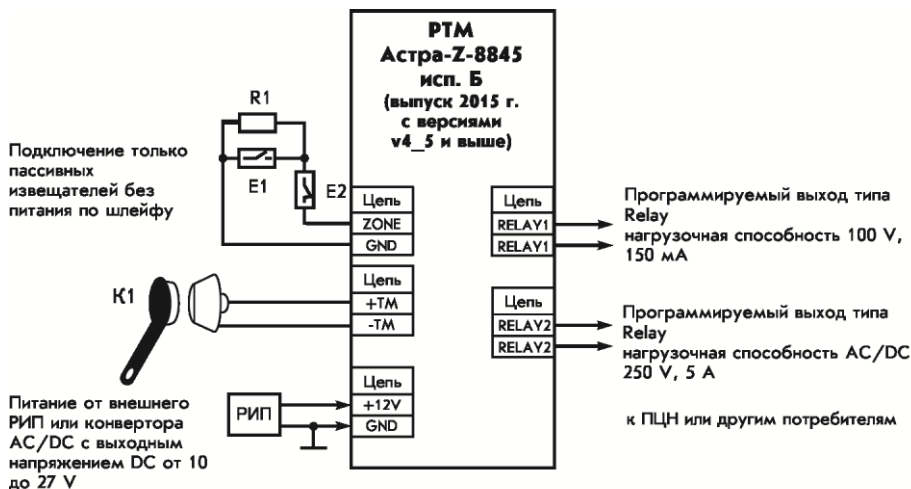 РТМ
Астра-Z-8845
исп. Б
(выпуск 2015 г.
с версиями
v4_5 и выше)
R1
E1
E2
Подключение только
пассивных
извещателей без
питания по шлейфу
Цепь
ZONE
GND
К1
Цепь
+TM
-TM
Питание от внешнего
РИП или конвертора
AC/DC с выходным
напряжением DC от 10
до 27 V
РИП
Цепь
+12V
GND
Цепь
RELAY1
RELAY1
Программируемый выход типа
Relay
нагрузочная способность 100 V,
150 мА
Цепь
RELAY2
RELAY2
Программируемый выход типа
Relay
нагрузочная способность AC/DC
250 V, 5 А
к ПЦН или другим потребителям